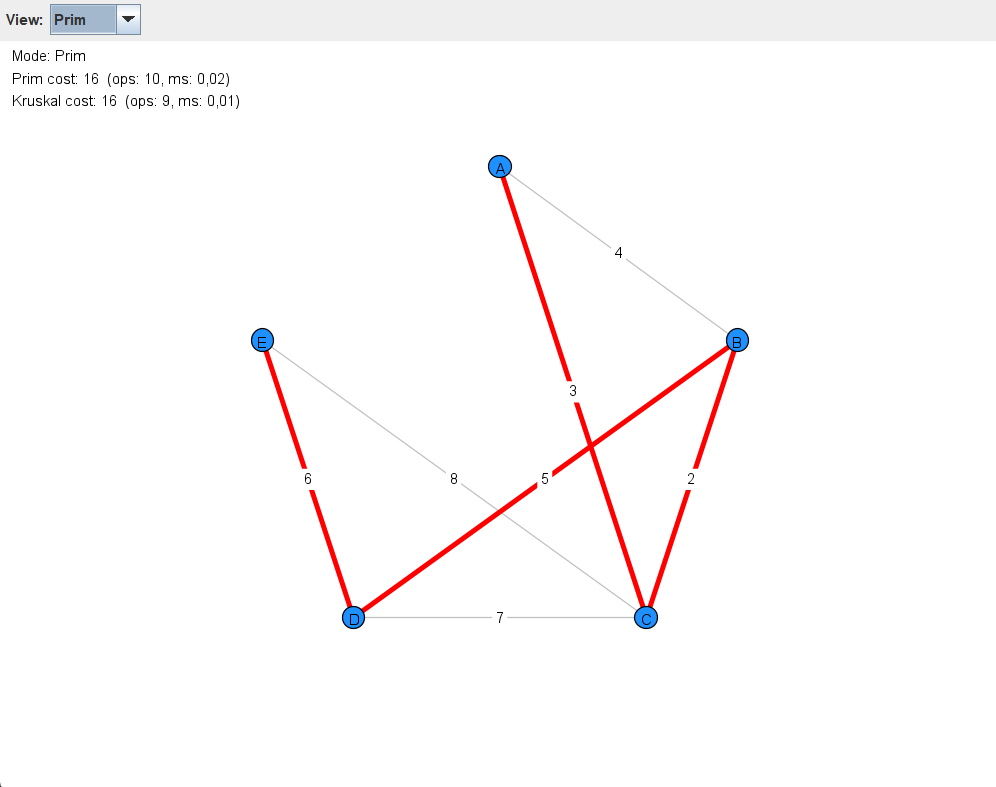 View: Prim
Mode: Prim
Prim cost: 16 (ops: 10, ms: 0,02)
Kruskal cost: 16 (ops: 9, ms: 0,01)
A
4
E
B
3
6
8
5
2
D
7
C